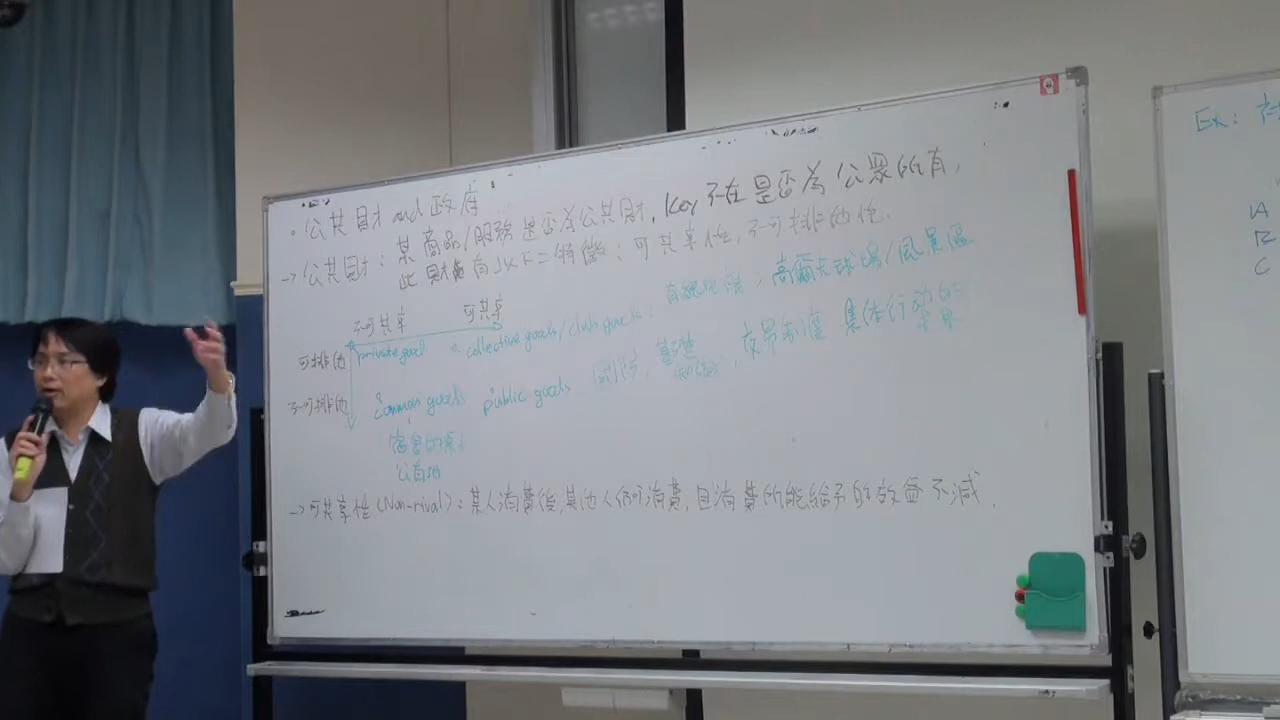 。公共財 and 政府
→公共財：某商品/服務是否為公共財，Key不在是否為公眾所有，
此財貨有以下二特徵：可共享性，不可排他性.
不可共享 可共享
可排他 private good 。collective goods/club goods： ，高爾夫球場/風景區
不可排他 common goods public goods 國防，基礎知識， 制度 集體行動的
公有地
→可共享性 (Non-rival)：某人消費後，其他人仍可消費，且消費的能給予的效益不減.
Ex：
A
B
C